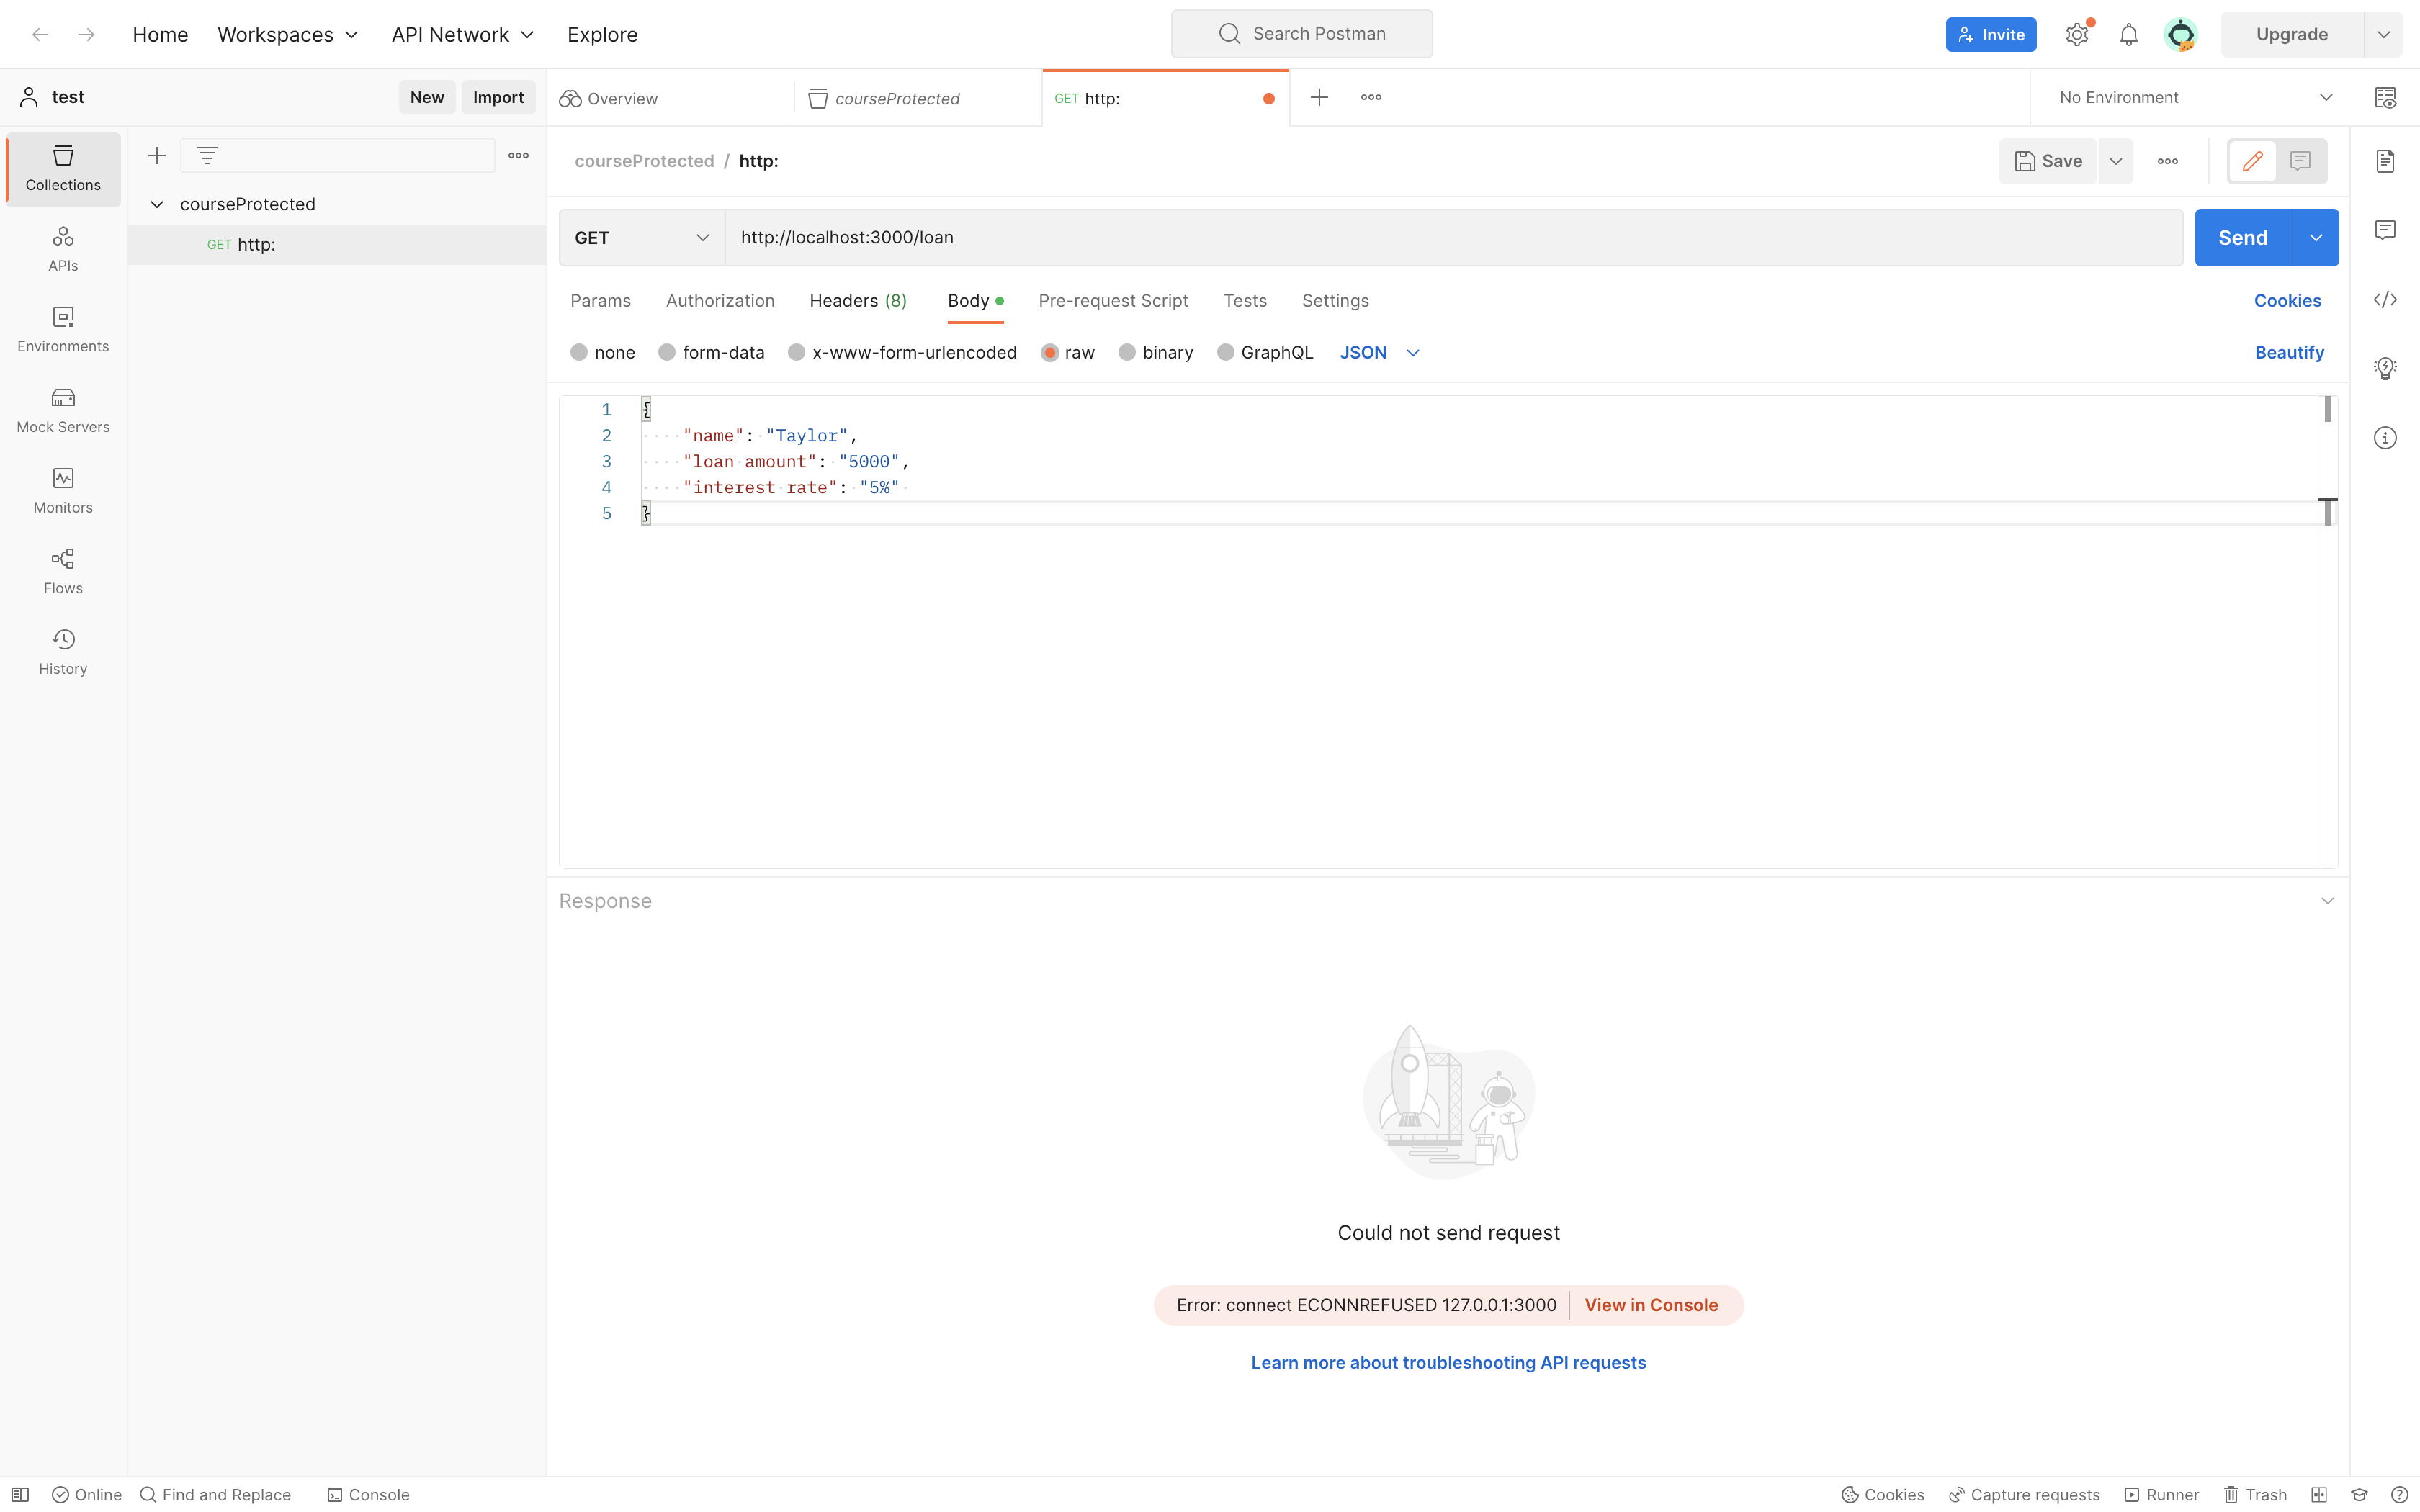 Home Workspaces API Network Explore Search Postman Invite Upgrade
test New Import Overview courseProtected GET http: No Environment
Collections
APIs
Environments
Mock Servers
Monitors
Flows
History
courseProtected
GET http:
courseProtected / http: Save
GET http://localhost:3000/loan Send
Params Authorization Headers (8) Body Pre-request Script Tests Settings Cookies
none form-data x-www-form-urlencoded raw binary GraphQL JSON Beautify
1 {
2 "name": "Taylor",
3 "loan amount": "5000",
4 "interest rate": "5%"
5 }
Response
Could not send request
Error: connect ECONNREFUSED 127.0.0.1:3000 | View in Console
Learn more about troubleshooting API requests
Online Find and Replace Console Cookies Capture requests Runner Trash